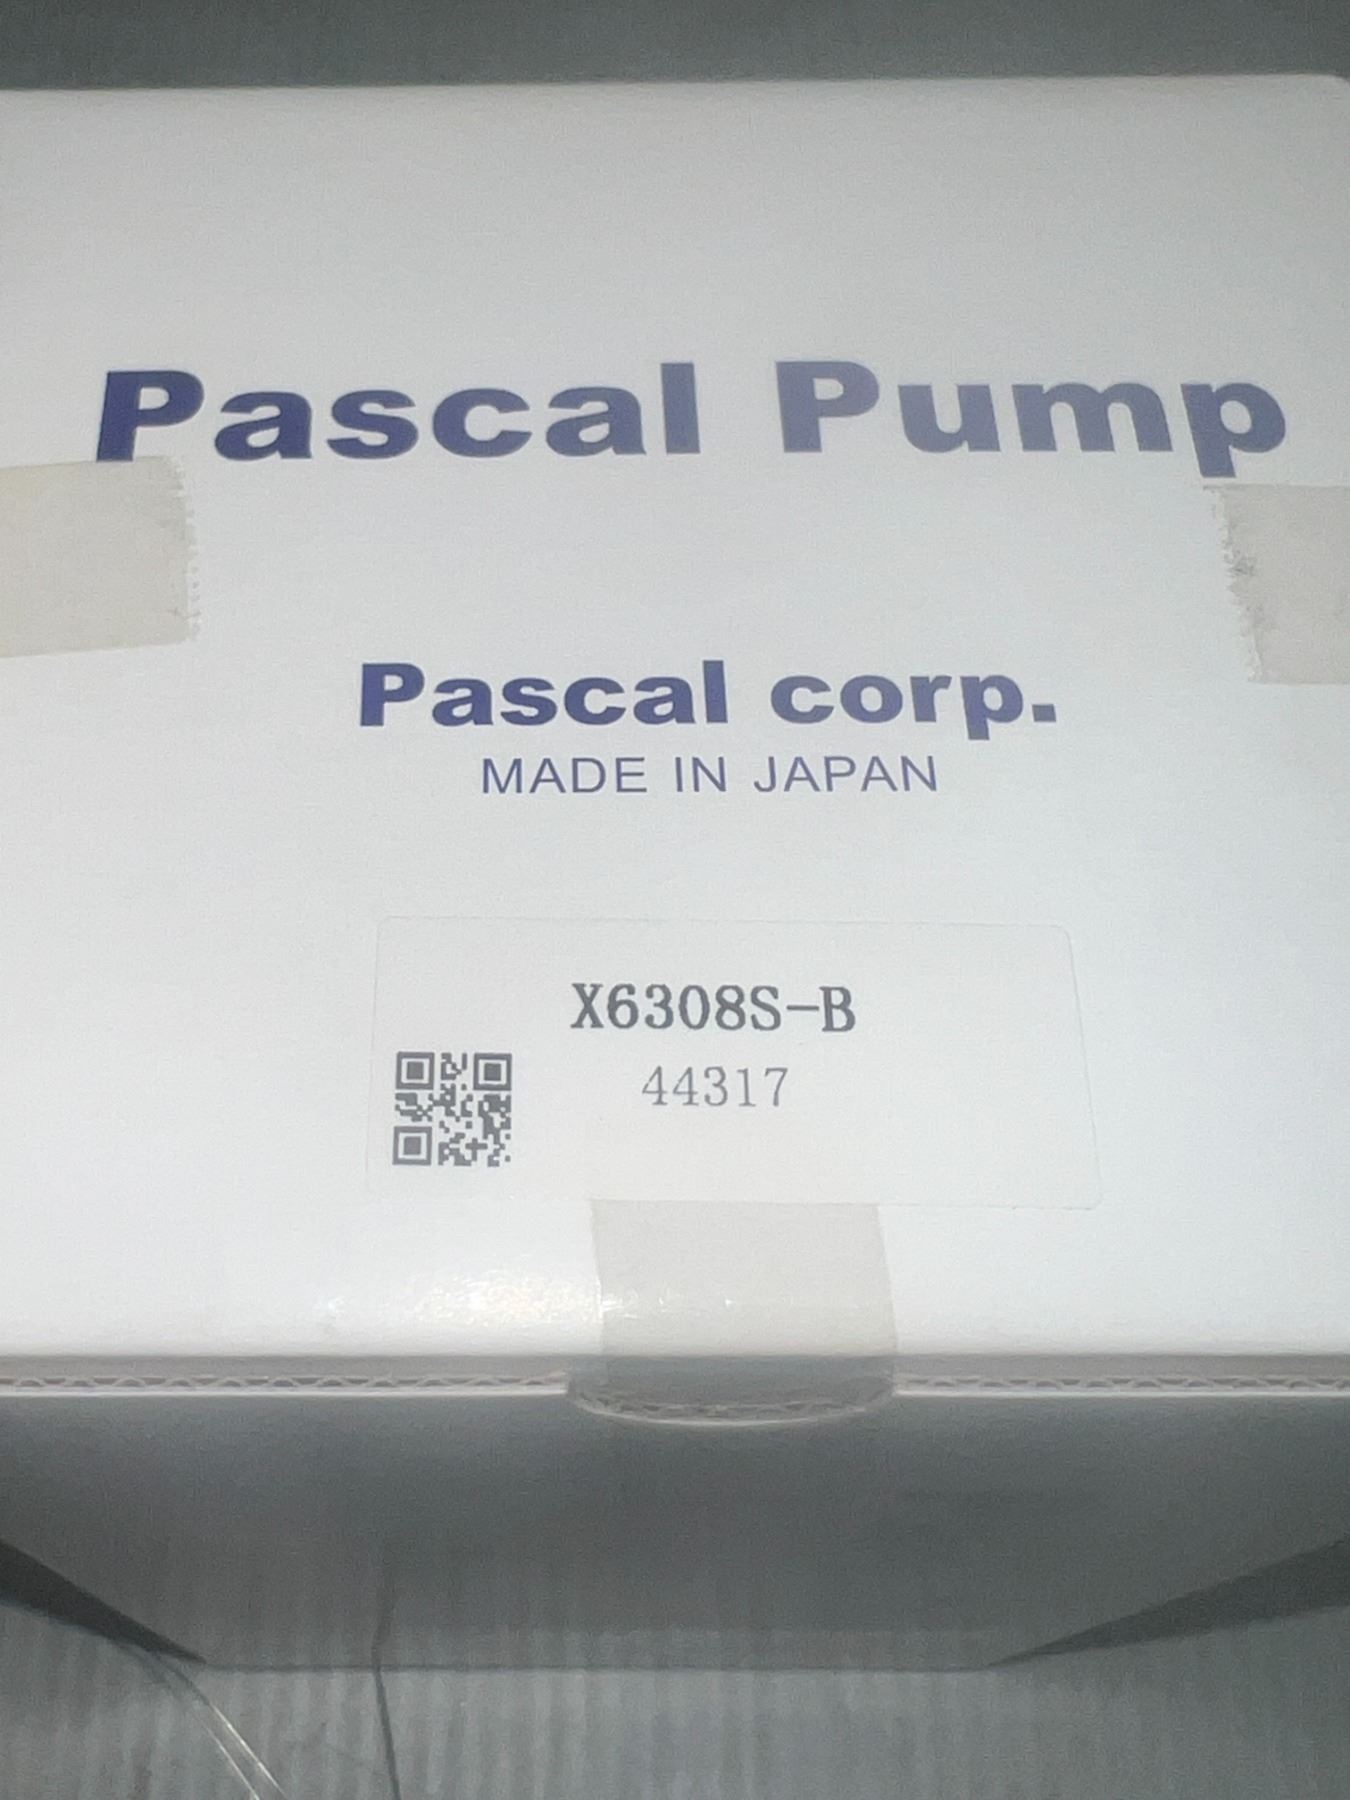 Pascal Pump
Pascal corp.
MADE IN JAPAN
X6308S-B
44317